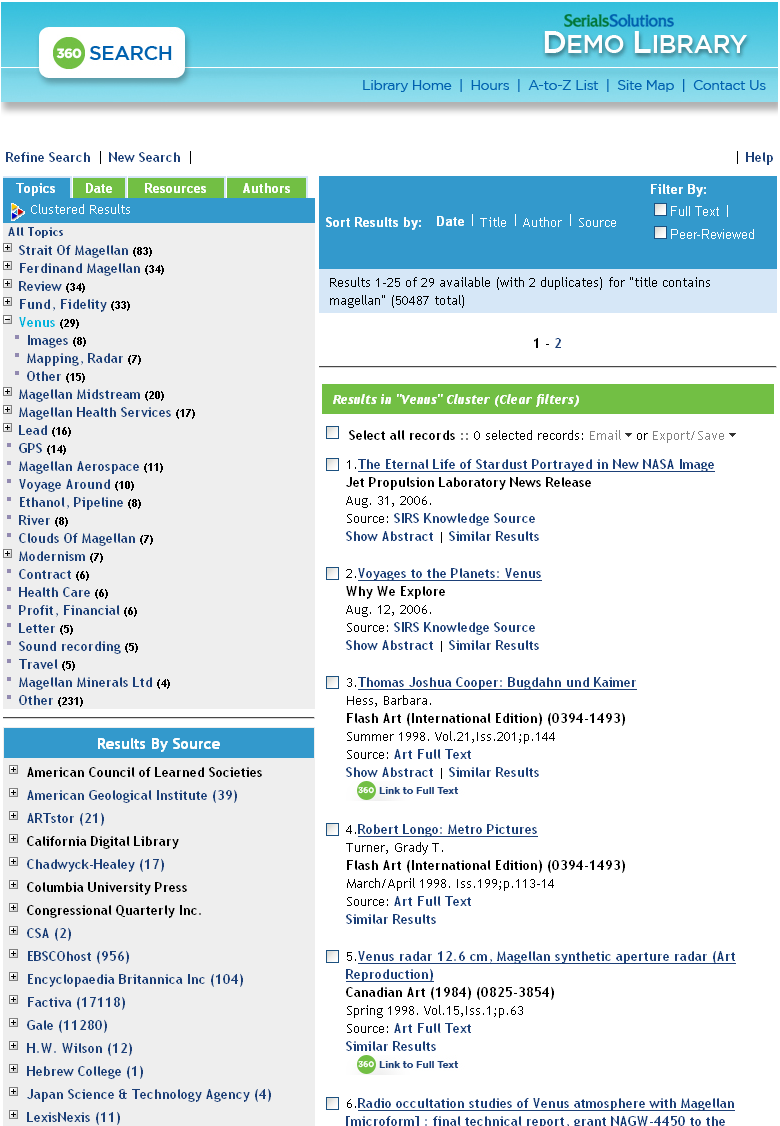 360 SEARCH
SerialsSolutions
DEMO LIBRARY
Library Home | Hours | A-to-Z List | Site Map | Contact Us
Refine Search | New Search |
| Help
Topics Date Resources Authors
Clustered Results
All Topics
Strait Of Magellan (83)
Ferdinand Magellan (34)
Review (34)
Fund, Fidelity (33)
Venus (29)
Images (8)
Mapping, Radar (7)
Other (15)
Magellan Midstream (20)
Magellan Health Services (17)
Lead (16)
GPS (14)
Magellan Aerospace (11)
Voyage Around (10)
Ethanol, Pipeline (8)
River (8)
Clouds Of Magellan (7)
Modernism (7)
Contract (6)
Health Care (6)
Profit, Financial (6)
Letter (5)
Sound recording (5)
Travel (5)
Magellan Minerals Ltd (4)
Other (231)
Results By Source
American Council of Learned Societies
American Geological Institute (39)
ARTstor (21)
California Digital Library
Chadwyck-Healey (17)
Columbia University Press
Congressional Quarterly Inc.
CSA (2)
EBSCOhost (956)
Encyclopaedia Britannica Inc (104)
Factiva (17118)
Gale (11280)
H.W. Wilson (12)
Hebrew College (1)
Japan Science & Technology Agency (4)
LexisNexis (11)
Sort Results by: Date | Title | Author | Source
Filter By:
Full Text |
Peer-Reviewed
Results 1-25 of 29 available (with 2 duplicates) for "title contains
magellan" (50487 total)
1 - 2
Results in "Venus" Cluster (Clear filters)
Select all records :: 0 selected records: Email or Export/Save
1.The Eternal Life of Stardust Portrayed in New NASA Image
Jet Propulsion Laboratory News Release
Aug. 31, 2006.
Source: SIRS Knowledge Source
Show Abstract | Similar Results
2.Voyages to the Planets: Venus
Why We Explore
Aug. 12, 2006.
Source: SIRS Knowledge Source
Show Abstract | Similar Results
3.Thomas Joshua Cooper: Bugdahn und Kaimer
Hess, Barbara.
Flash Art (International Edition) (0394-1493)
Summer 1998. Vol.21,Iss.201;p.144
Source: Art Full Text
Show Abstract | Similar Results
360 Link to Full Text
4.Robert Longo: Metro Pictures
Turner, Grady T.
Flash Art (International Edition) (0394-1493)
March/April 1998. Iss.199;p.113-14
Source: Art Full Text
Similar Results
5.Venus radar 12.6 cm, Magellan synthetic aperture radar (Art
Reproduction)
Canadian Art (1984) (0825-3854)
Spring 1998. Vol.15,Iss.1;p.63
Source: Art Full Text
Similar Results
360 Link to Full Text
6.Radio occultation studies of Venus atmosphere with Magellan
[microform] : final technical report, grant NAGW-4450 to the